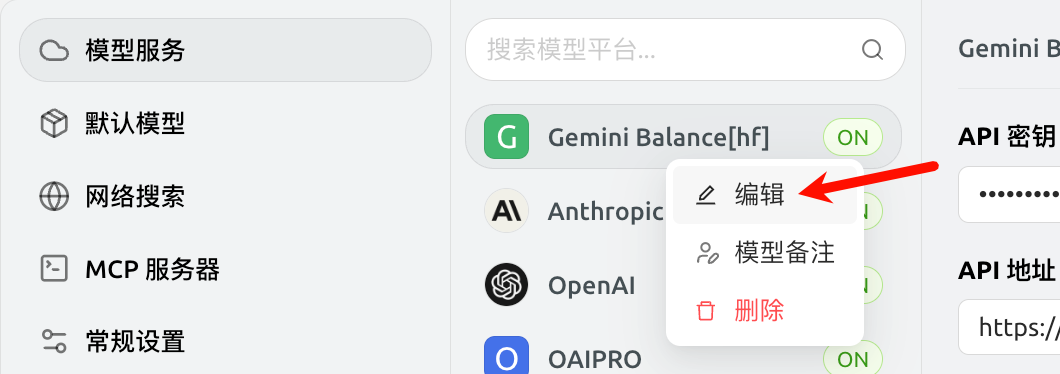 模型服务
默认模型
网络搜索
MCP 服务器
常规设置
搜索模型平台...
G Gemini Balance[hf] ON
Anthropic
OpenAI
OAIPRO ON
编辑
模型备注
删除
Gemini
API 密钥
API 地址
https:/